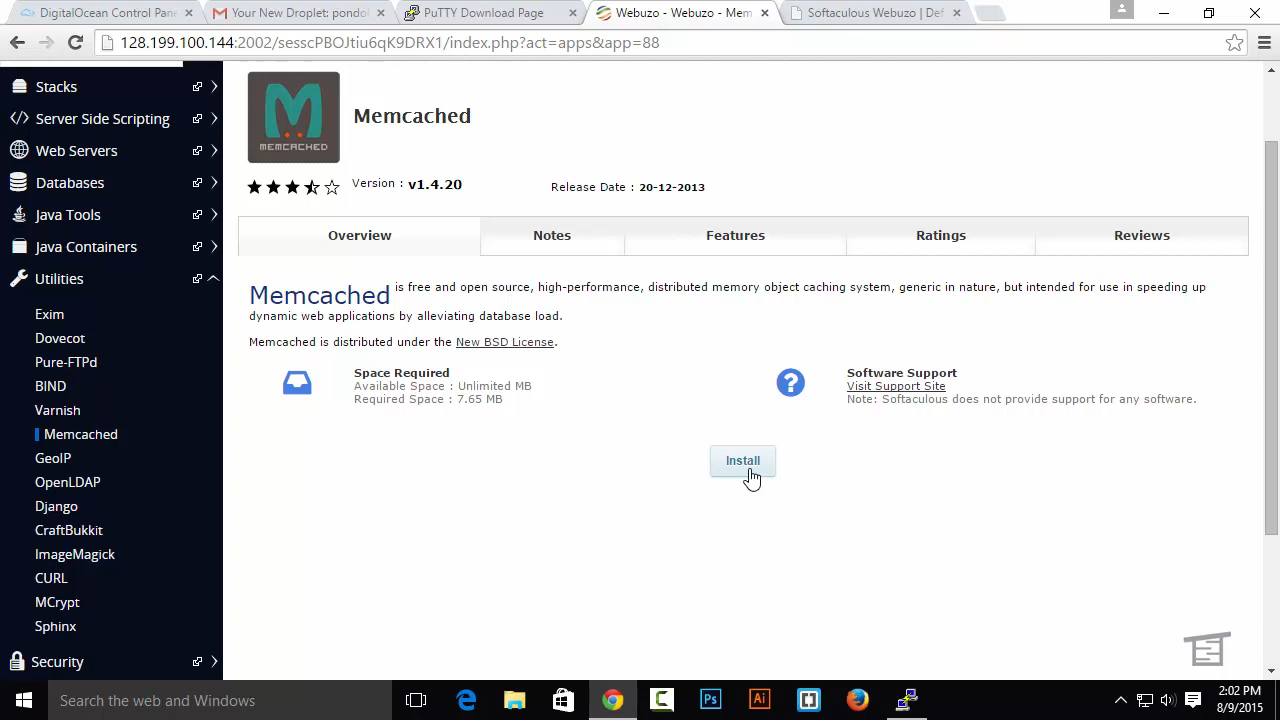 DigitalOcean Control Pane
Your New Droplet: pondol
PuTTY Download Page
Webuzo - Webuzo - Mem
Softaculous Webuzo | Def
128.199.100.144:2002/sesscPBOJtiu6qK9DRX1/index.php?act=apps&app=88
Stacks
Server Side Scripting
Web Servers
Databases
Java Tools
Java Containers
Utilities
Exim
Dovecot
Pure-FTPd
BIND
Varnish
Memcached
GeoIP
OpenLDAP
Django
CraftBukkit
ImageMagick
CURL
MCrypt
Sphinx
Security
MEMCACHED
Memcached
Version : v1.4.20
Release Date : 20-12-2013
Overview
Notes
Features
Ratings
Reviews
Memcached is free and open source, high-performance, distributed memory object caching system, generic in nature, but intended for use in speeding up
dynamic web applications by alleviating database load.
Memcached is distributed under the New BSD License.
Space Required
Available Space : Unlimited MB
Required Space : 7.65 MB
Software Support
Visit Support Site
Note: Softaculous does not provide support for any software.
Install
Search the web and Windows
2:02 PM
8/9/2015